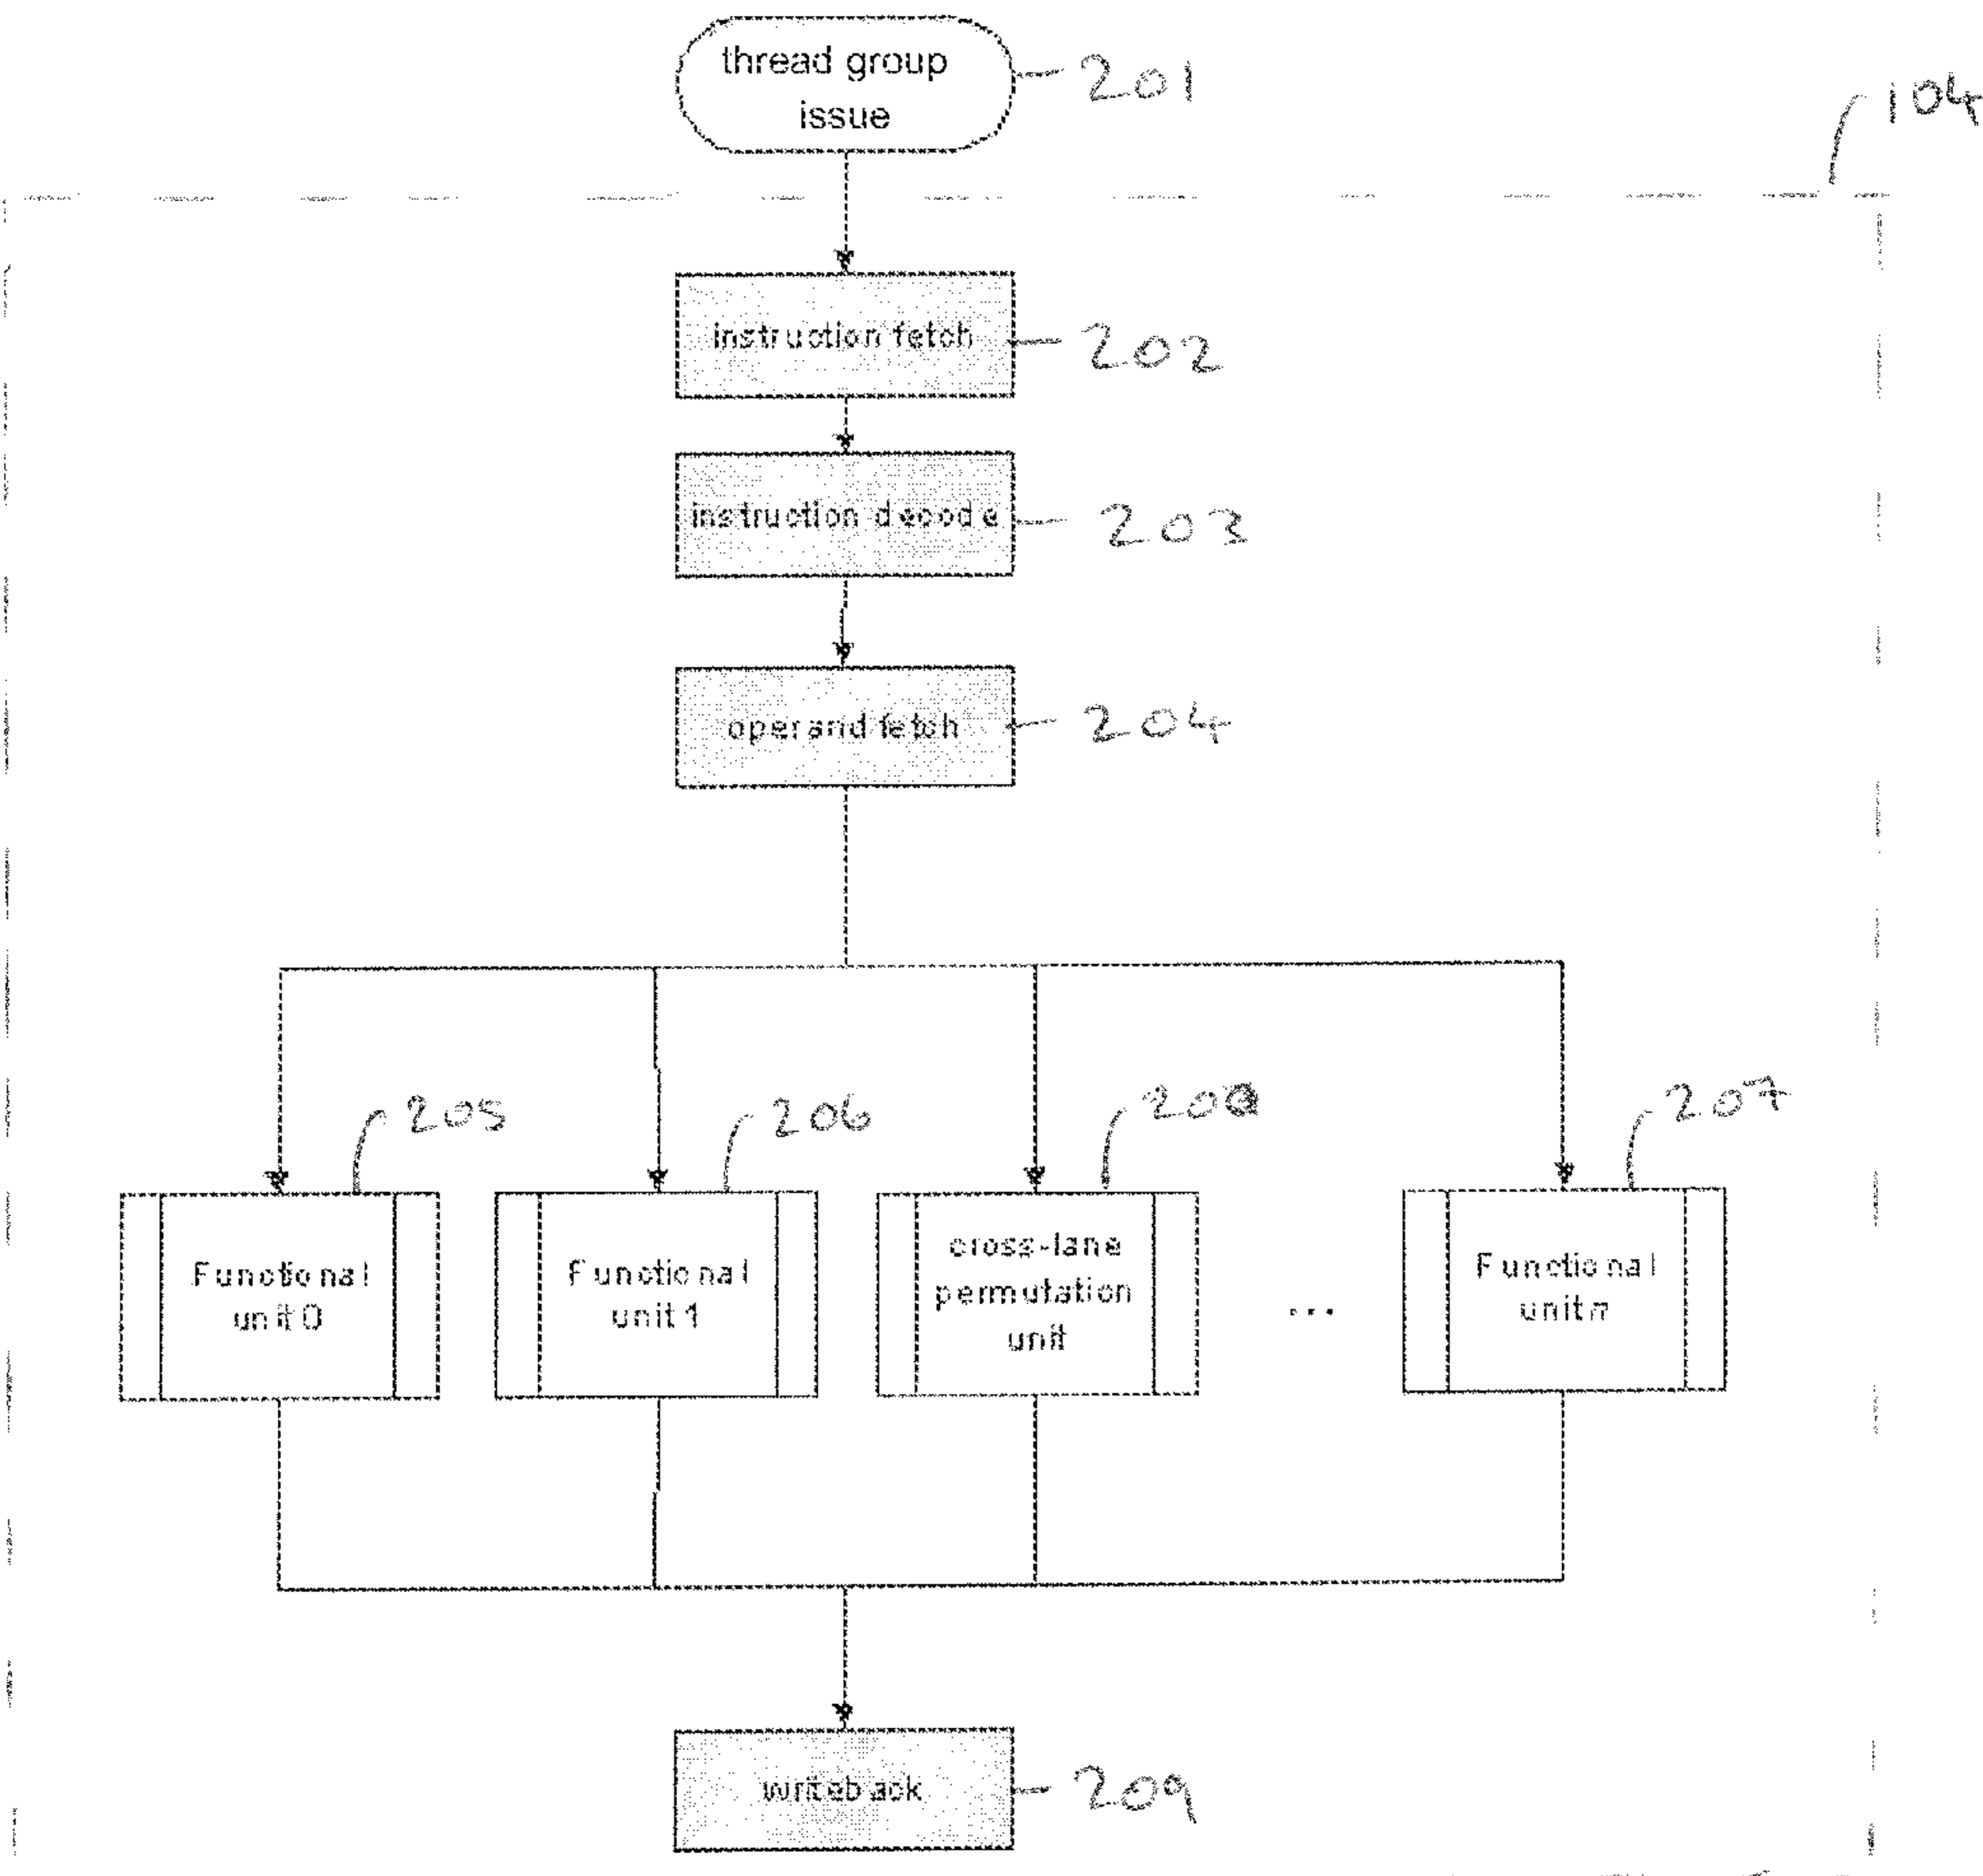 thread group
issue
201
104
instruction fetch
202
instruction decode
203
operand fetch
204
205
206
207
Functional
unit 0
Functional
unit 1
cross-lane
permutation
unit
...
Functional
unit n
writeback
209